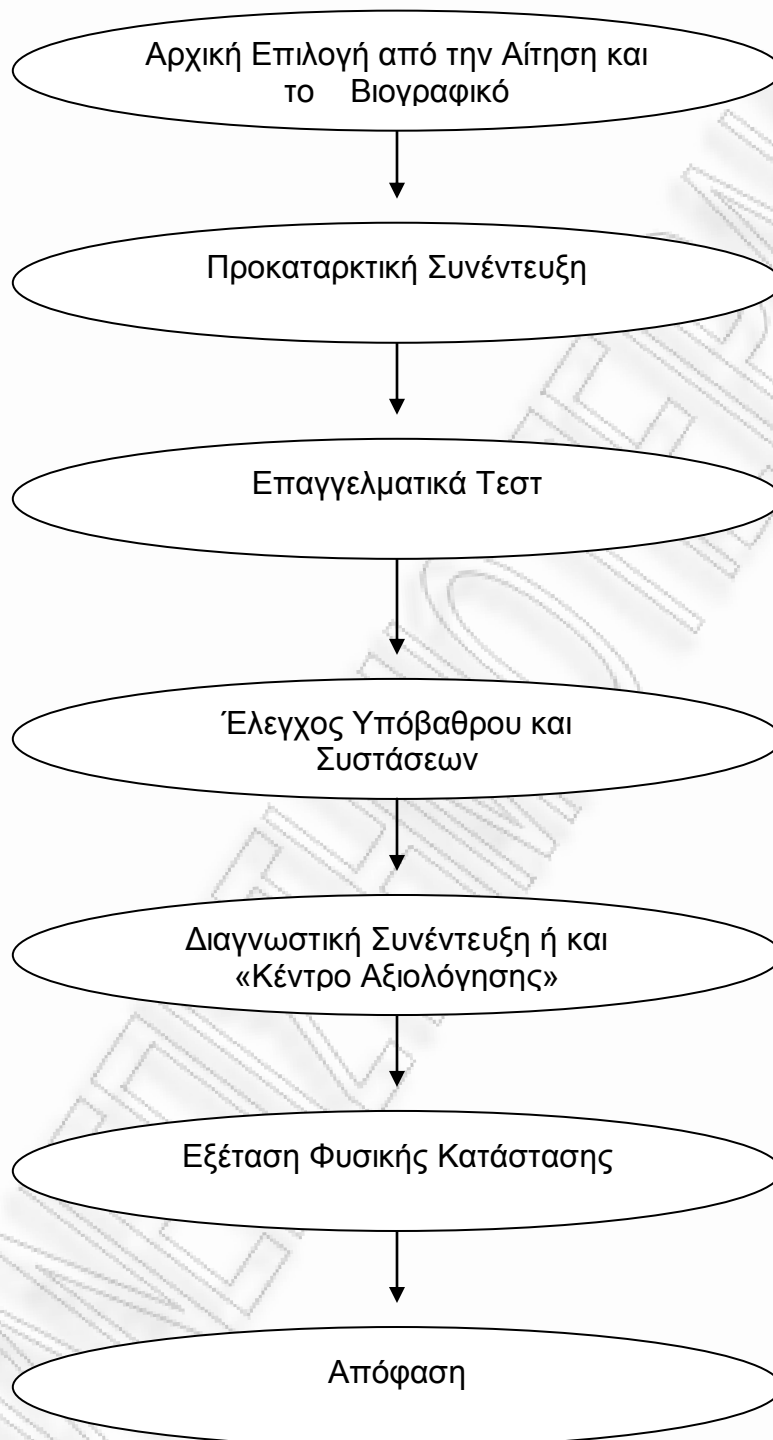 Αρχική Επιλογή από την Αίτηση και
το Βιογραφικό
Προκαταρκτική Συνέντευξη
Επαγγελματικά Τεστ
Έλεγχος Υπόβαθρου και
Συστάσεων
Διαγνωστική Συνέντευξη ή και
«Κέντρο Αξιολόγησης»
Εξέταση Φυσικής Κατάστασης
Απόφαση